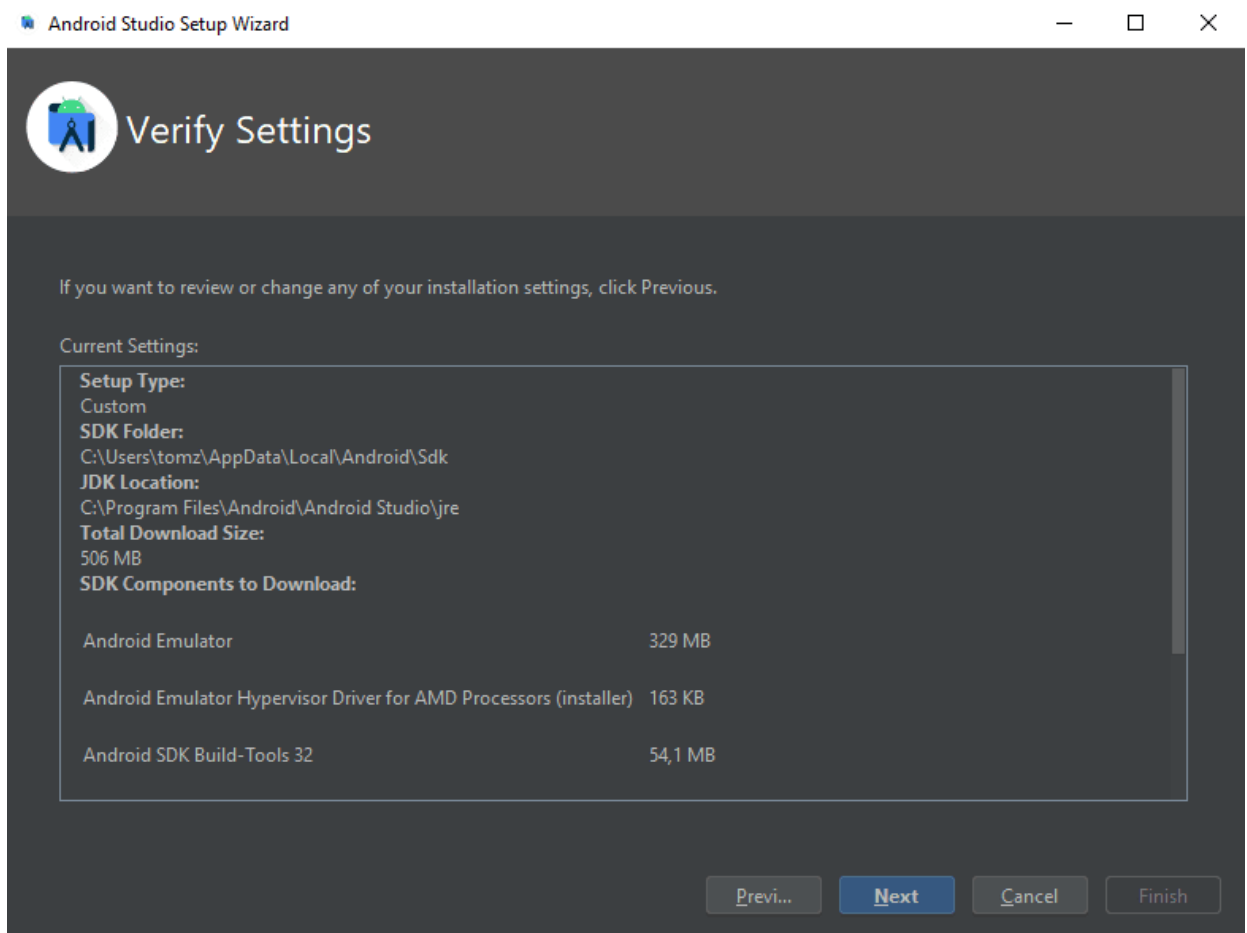 Android Studio Setup Wizard
Verify Settings
If you want to review or change any of your installation settings, click Previous.
Current Settings:
Setup Type:
Custom
SDK Folder:
C:\Users\tomz\AppData\Local\Android\Sdk
JDK Location:
C:\Program Files\Android\Android Studio\jre
Total Download Size:
506 MB
SDK Components to Download:
Android Emulator 329 MB
Android Emulator Hypervisor Driver for AMD Processors (installer) 163 KB
Android SDK Build-Tools 32 54,1 MB
Previ... Next Cancel Finish